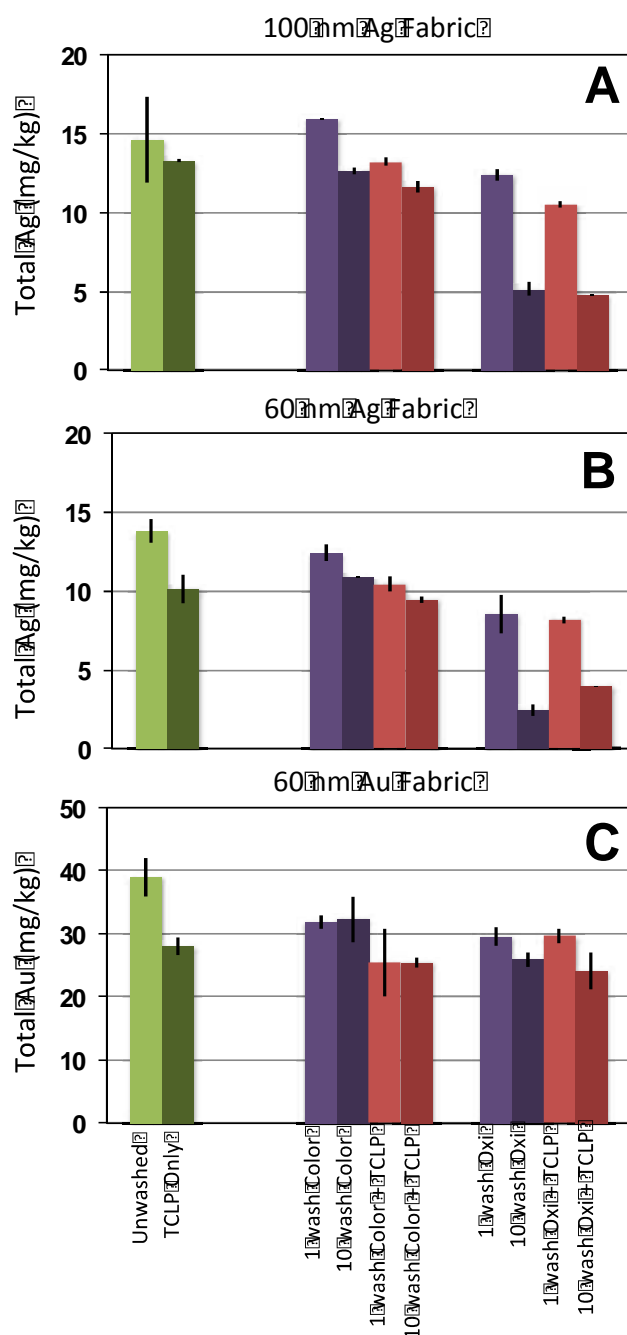 100⍰nm⍰Ag⍰Fabric⍰
A
Total⍰Ag⍰(mg/kg)⍰
20
15
10
5
0
60⍰nm⍰Ag⍰Fabric⍰
B
Total⍰Ag⍰(mg/kg)⍰
20
15
10
5
0
60⍰nm⍰Au⍰Fabric⍰
C
Total⍰Au⍰(mg/kg)⍰
50
40
30
20
10
0
Unwashed⍰
TCLP⍰Only⍰
1⍰wash⍰Color⍰
10⍰wash⍰Color⍰
1⍰wash⍰Color⍰+⍰TCLP⍰
10⍰wash⍰Color⍰+⍰TCLP⍰
1⍰wash⍰Oxi⍰
10⍰wash⍰Oxi⍰
1⍰wash⍰Oxi⍰+⍰TCLP⍰
10⍰wash⍰Oxi⍰+⍰TCLP⍰